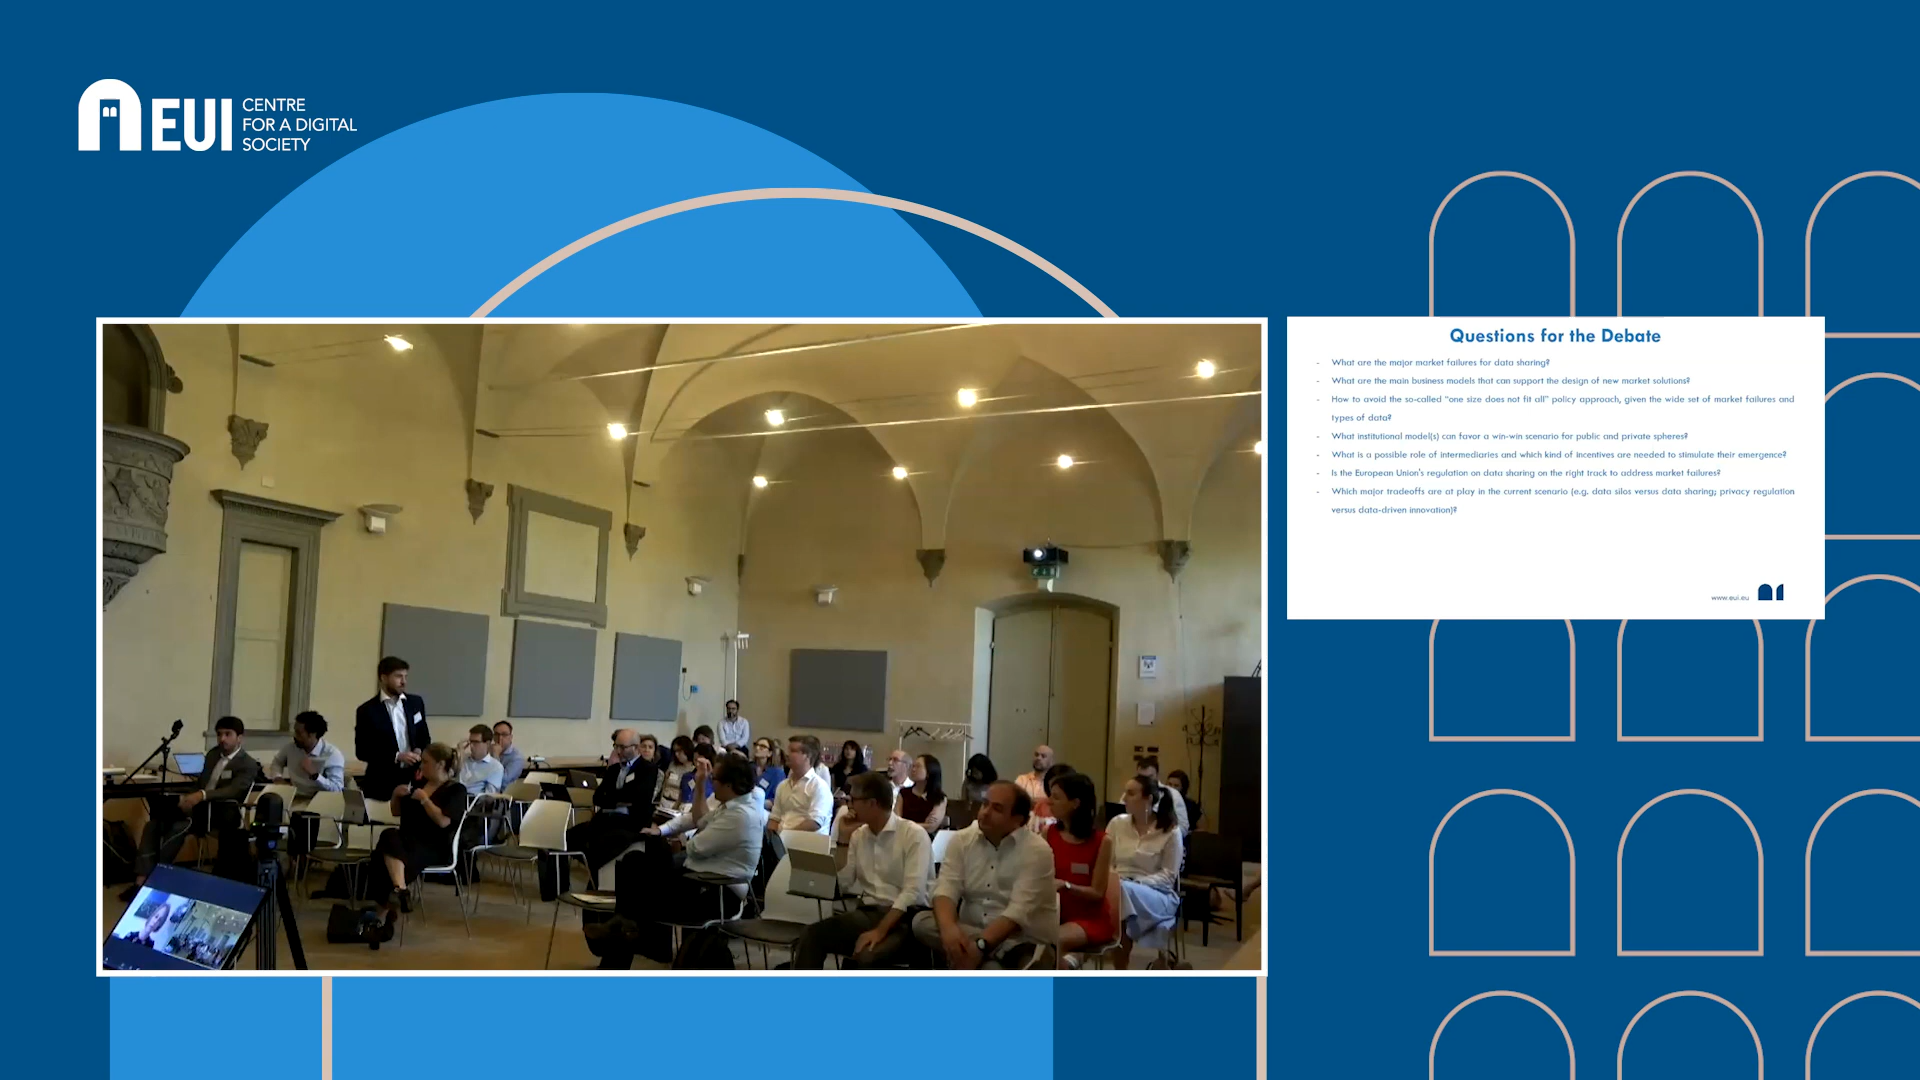 EUI
CENTRE
FOR A DIGITAL
SOCIETY
Questions for the Debate
- What are the major market failures for data sharing?
- What are the main business models that can support the design of new market solutions?
- How to avoid the so-called "one size does not fit all" policy approach, given the wide set of market failures and
types of data?
- What institutional model(s) can favor a win-win scenario for public and private spheres?
- What is a possible role of intermediaries and which kind of incentives are needed to stimulate their emergence?
- Is the European Union's regulation on data sharing on the right track to address market failures?
- Which major tradeoffs are at play in the current scenario (e.g. data silos versus data sharing; privacy regulation
versus data-driven innovation)?
www.eui.eu